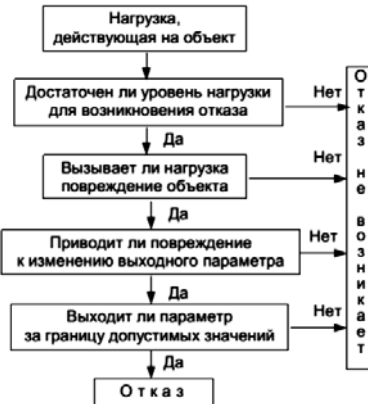 Нагрузка,
действующая на объект
Достаточен ли уровень нагрузки
для возникновения отказа
Нет
Да
Вызывает ли нагрузка
повреждение объекта
Нет
Да
Приводит ли повреждение
к изменению выходного параметра
Нет
Да
Выходит ли параметр
за границу допустимых значений
Нет
Да
Отказ
Отказ не возникает